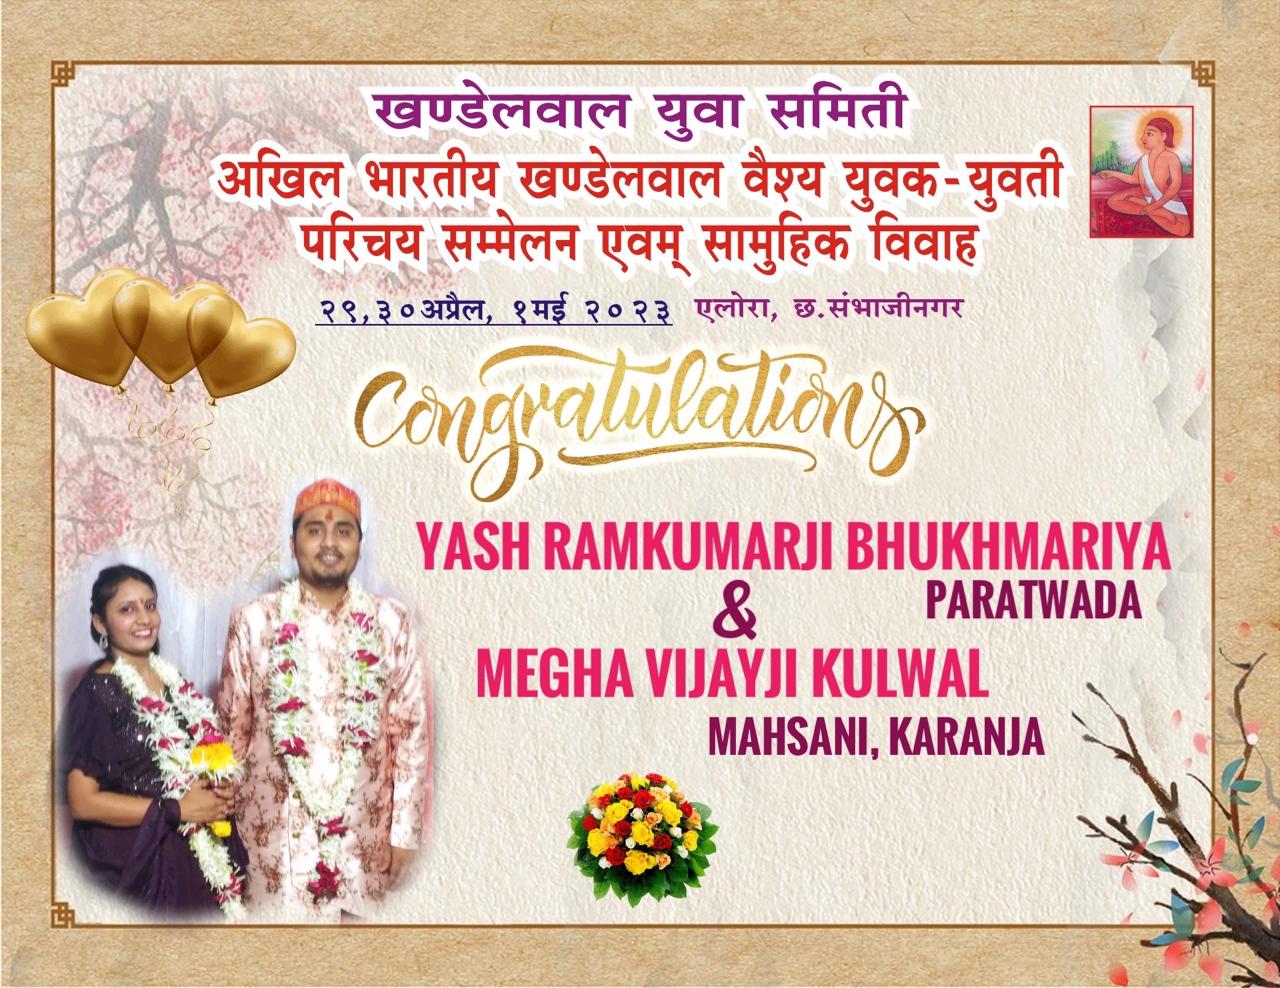 खण्डेलवाल युवा समिती
अखिल भारतीय खण्डेलवाल वैश्य युवक-युवती
परिचय सम्मेलन एवम् सामुहिक विवाह
२९,३०अप्रैल, १मई २०२३ एलोरा, छ.संभाजीनगर
Congratulations
YASH RAMKUMARJI BHUKHMARIYA
PARATWADA
&
MEGHA VIJAYJI KULWAL
MAHSANI, KARANJA